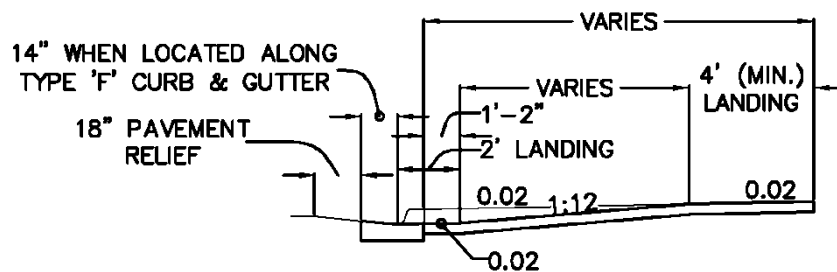 VARIES
14" WHEN LOCATED ALONG
TYPE 'F' CURB & GUTTER
4' (MIN.)
LANDING
VARIES
1'-2"
18" PAVEMENT
RELIEF
2' LANDING
0.02
1:12
0.02
0.02